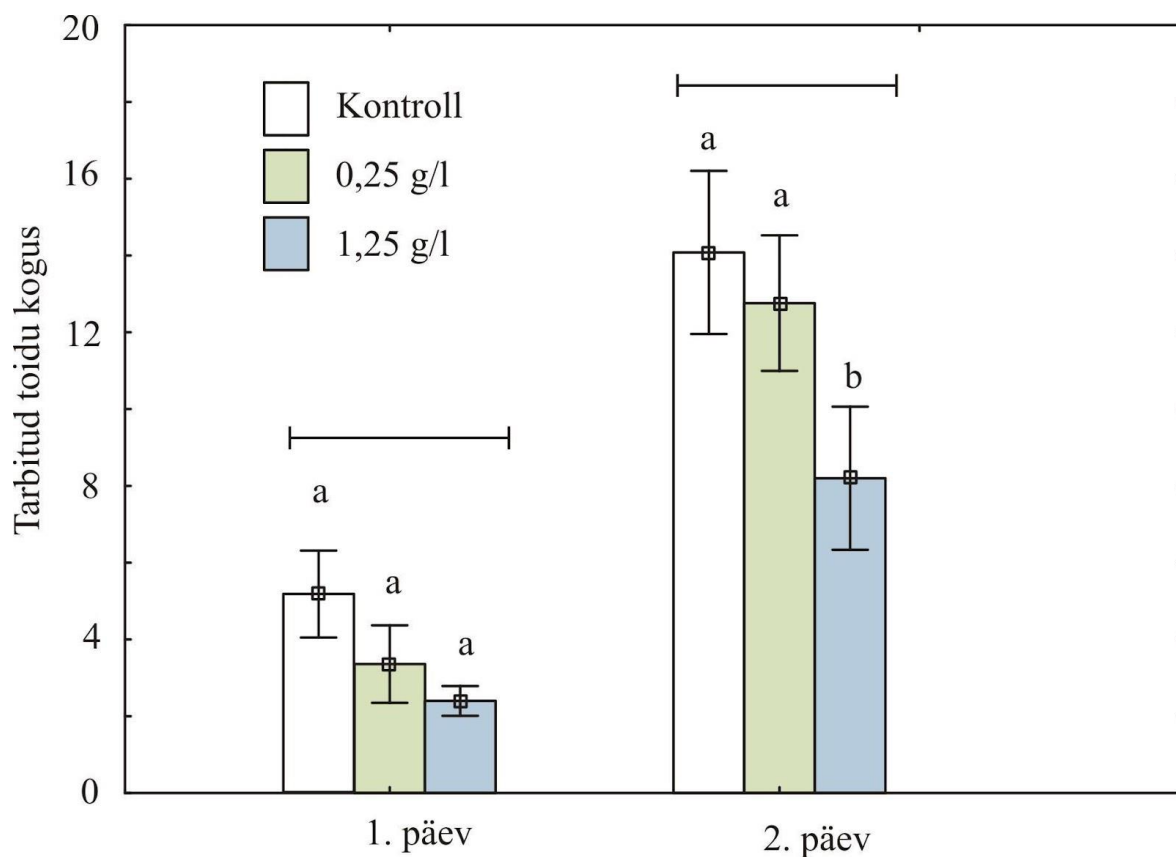 Tarbitud toidu kogus
20
16
12
8
4
0
Kontroll
0,25 g/l
1,25 g/l
a
a
a
a
a
b
1. päev
2. päev